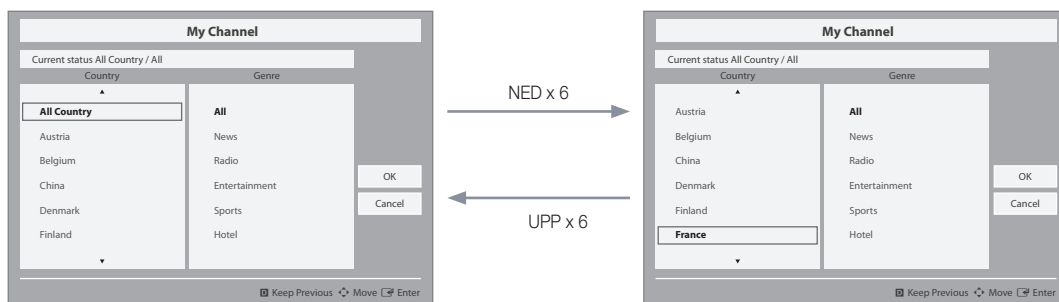 My Channel
Current status All Country / All
Country Genre
All Country All
Austria News
Belgium Radio
China Entertainment
Denmark Sports
Finland Hotel
OK
Cancel
Keep Previous Move Enter
NED x 6
UPP x 6
My Channel
Current status All Country / All
Country Genre
Austria All
Belgium News
China Radio
Denmark Entertainment
Finland Sports
France Hotel
OK
Cancel
Keep Previous Move Enter